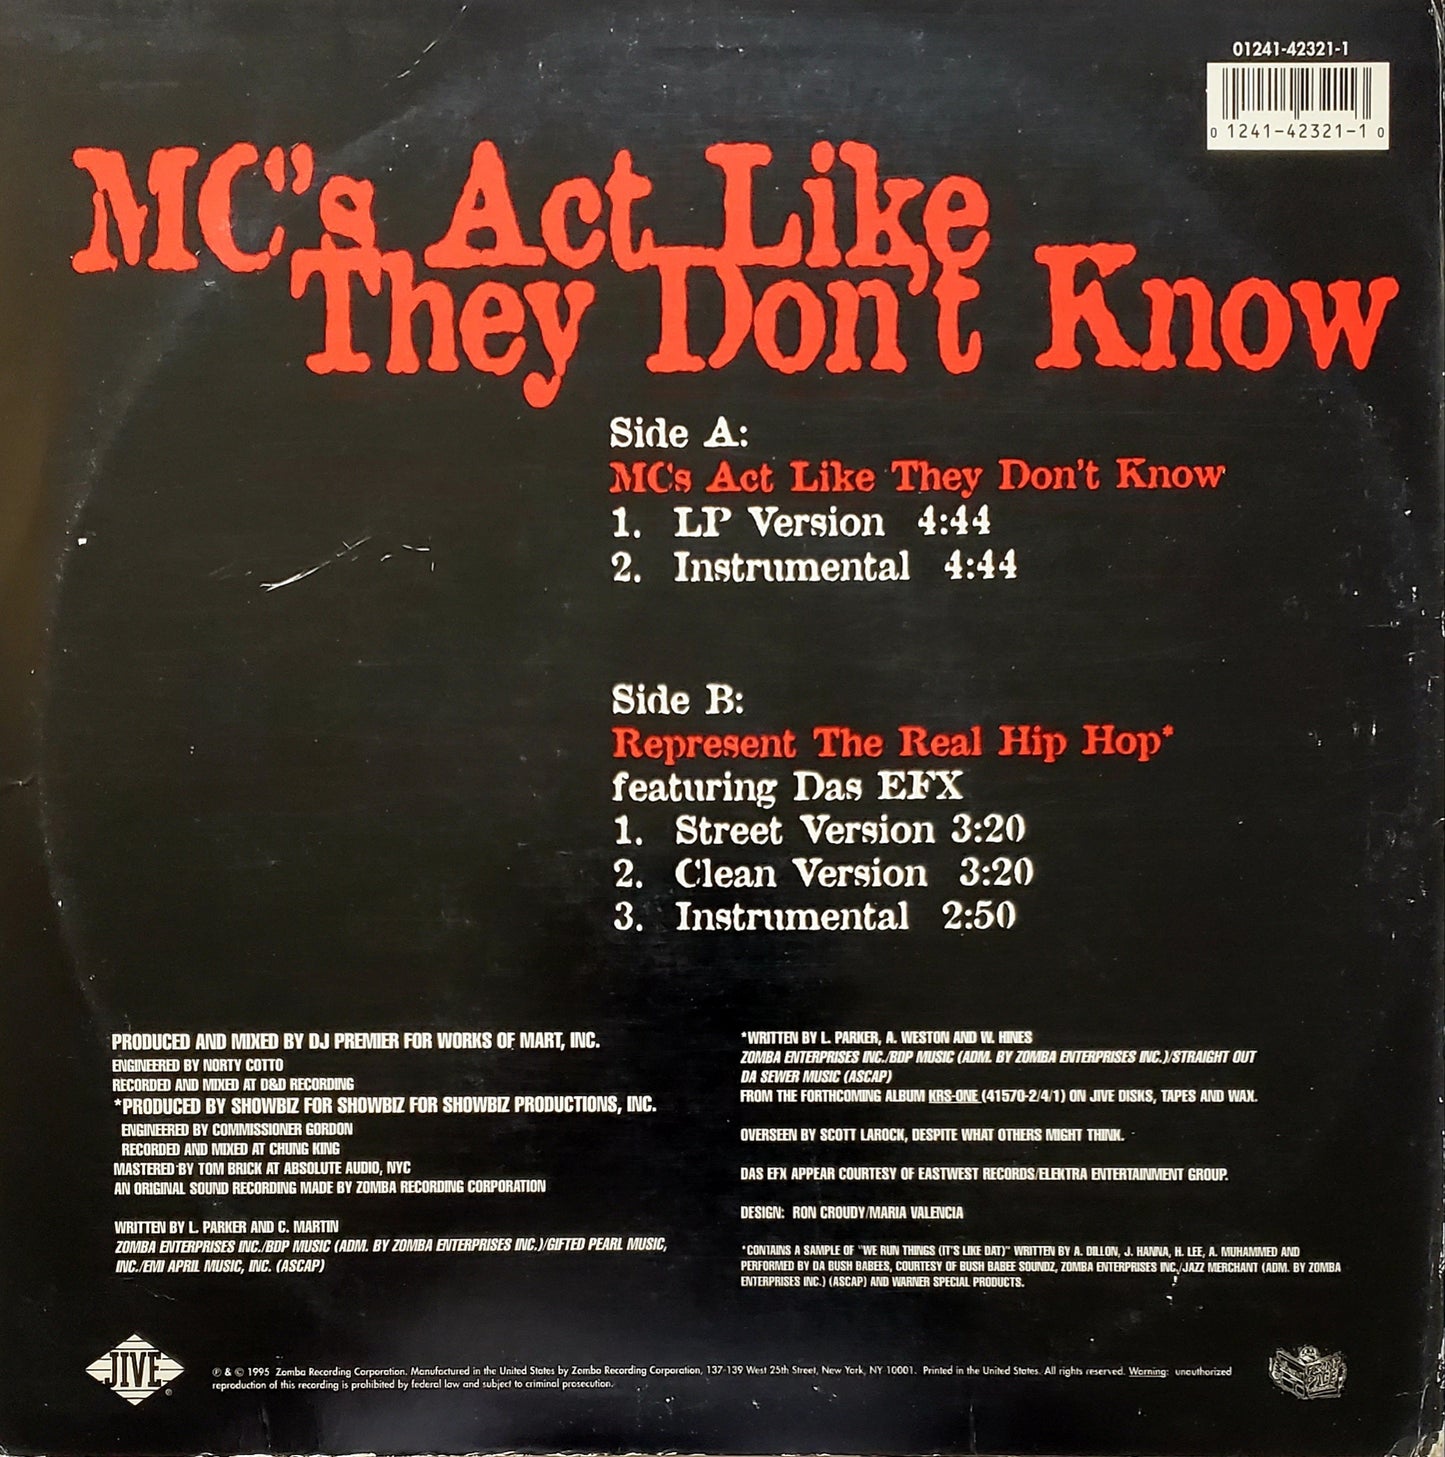 01241-42321-1
0 1241-42321-1 0
MC's Act Like
They Don't Know
Side A:
MC's Act Like They Don't Know
1. LP Version 4:44
2. Instrumental 4:44
Side B:
Represent The Real Hip Hop*
featuring Das EFX
1. Street Version 3:20
2. Clean Version 3:20
3. Instrumental 2:50
PRODUCED AND MIXED BY DJ PREMIER FOR WORKS OF MART, INC.
ENGINEERED BY NORTY COTTO
RECORDED AND MIXED AT D&D RECORDING
*PRODUCED BY SHOWBIZ FOR SHOWBIZ FOR SHOWBIZ PRODUCTIONS, INC.
ENGINEERED BY COMMISSIONER GORDON
RECORDED AND MIXED AT CHUNG KING
MASTERED BY TOM BRICK AT ABSOLUTE AUDIO, NYC
AN ORIGINAL SOUND RECORDING MADE BY ZOMBA RECORDING CORPORATION
WRITTEN BY L. PARKER AND C. MARTIN
ZOMBA ENTERPRISES INC./BDP MUSIC (ADM. BY ZOMBA ENTERPRISES INC.)/GIFTED PEARL MUSIC,
INC./EMI APRIL MUSIC, INC. (ASCAP)
*WRITTEN BY L. PARKER, A. WESTON AND W. HINES
ZOMBA ENTERPRISES INC./BDP MUSIC (ADM. BY ZOMBA ENTERPRISES INC.)/STRAIGHT OUT
DA SEWER MUSIC (ASCAP)
FROM THE FORTHCOMING ALBUM KRS-ONE (41570-2/4/1) ON JIVE DISKS, TAPES AND WAX.
OVERSEEN BY SCOTT LAROCK, DESPITE WHAT OTHERS MIGHT THINK.
DAS EFX APPEAR COURTESY OF EASTWEST RECORDS/ELEKTRA ENTERTAINMENT GROUP.
DESIGN: RON CROUDY/MARIA VALENCIA
*CONTAINS A SAMPLE OF "WE RUN THINGS (IT'S LIKE DAT)" WRITTEN BY A. DILLON, J. HANNA, H. LEE, A. MUHAMMED AND
PERFORMED BY DA BUSH BABEES, COURTESY OF BUSH BABEE SOUNDZ, ZOMBA ENTERPRISES INC./JAZZ MERCHANT (ADM. BY ZOMBA
ENTERPRISES INC.) (ASCAP) AND WARNER SPECIAL PRODUCTS.
JIVE®
℗ & © 1995 Zomba Recording Corporation. Manufactured in the United States by Zomba Recording Corporation, 137-139 West 25th Street, New York, NY 10001. Printed in the United States. All rights reserved. Warning: unauthorized
reproduction of this recording is prohibited by federal law and subject to criminal prosecution.